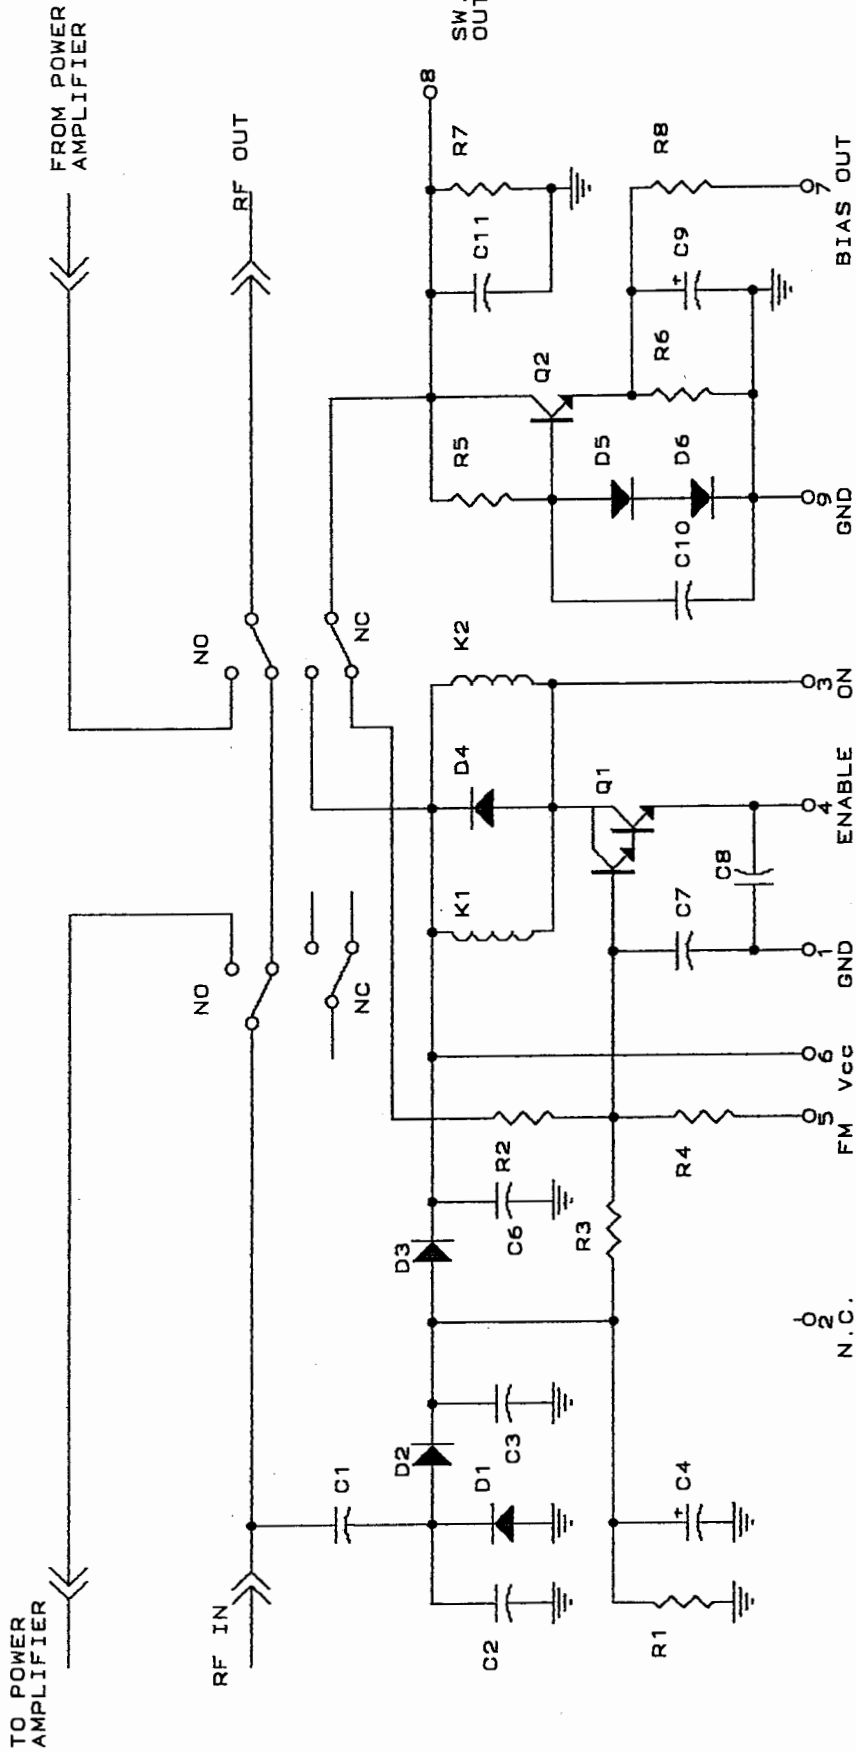 TO POWER
AMPLIFIER
FROM POWER
AMPLIFIER
RF IN
RF OUT
NO
NO
NC
NC
C1
8
SW.
OUT
D2
D3
K1
D4
K2
R5
C11
R7
C2
D1
C3
C6
R2
Q1
Q2
R3
D5
R1
C4
R4
C7
C8
C10
D6
R6
C9
R8
2
5
6
1
4
3
9
7
N.C.
FM
Vcc
GND
ENABLE
ON
GND
BIAS OUT